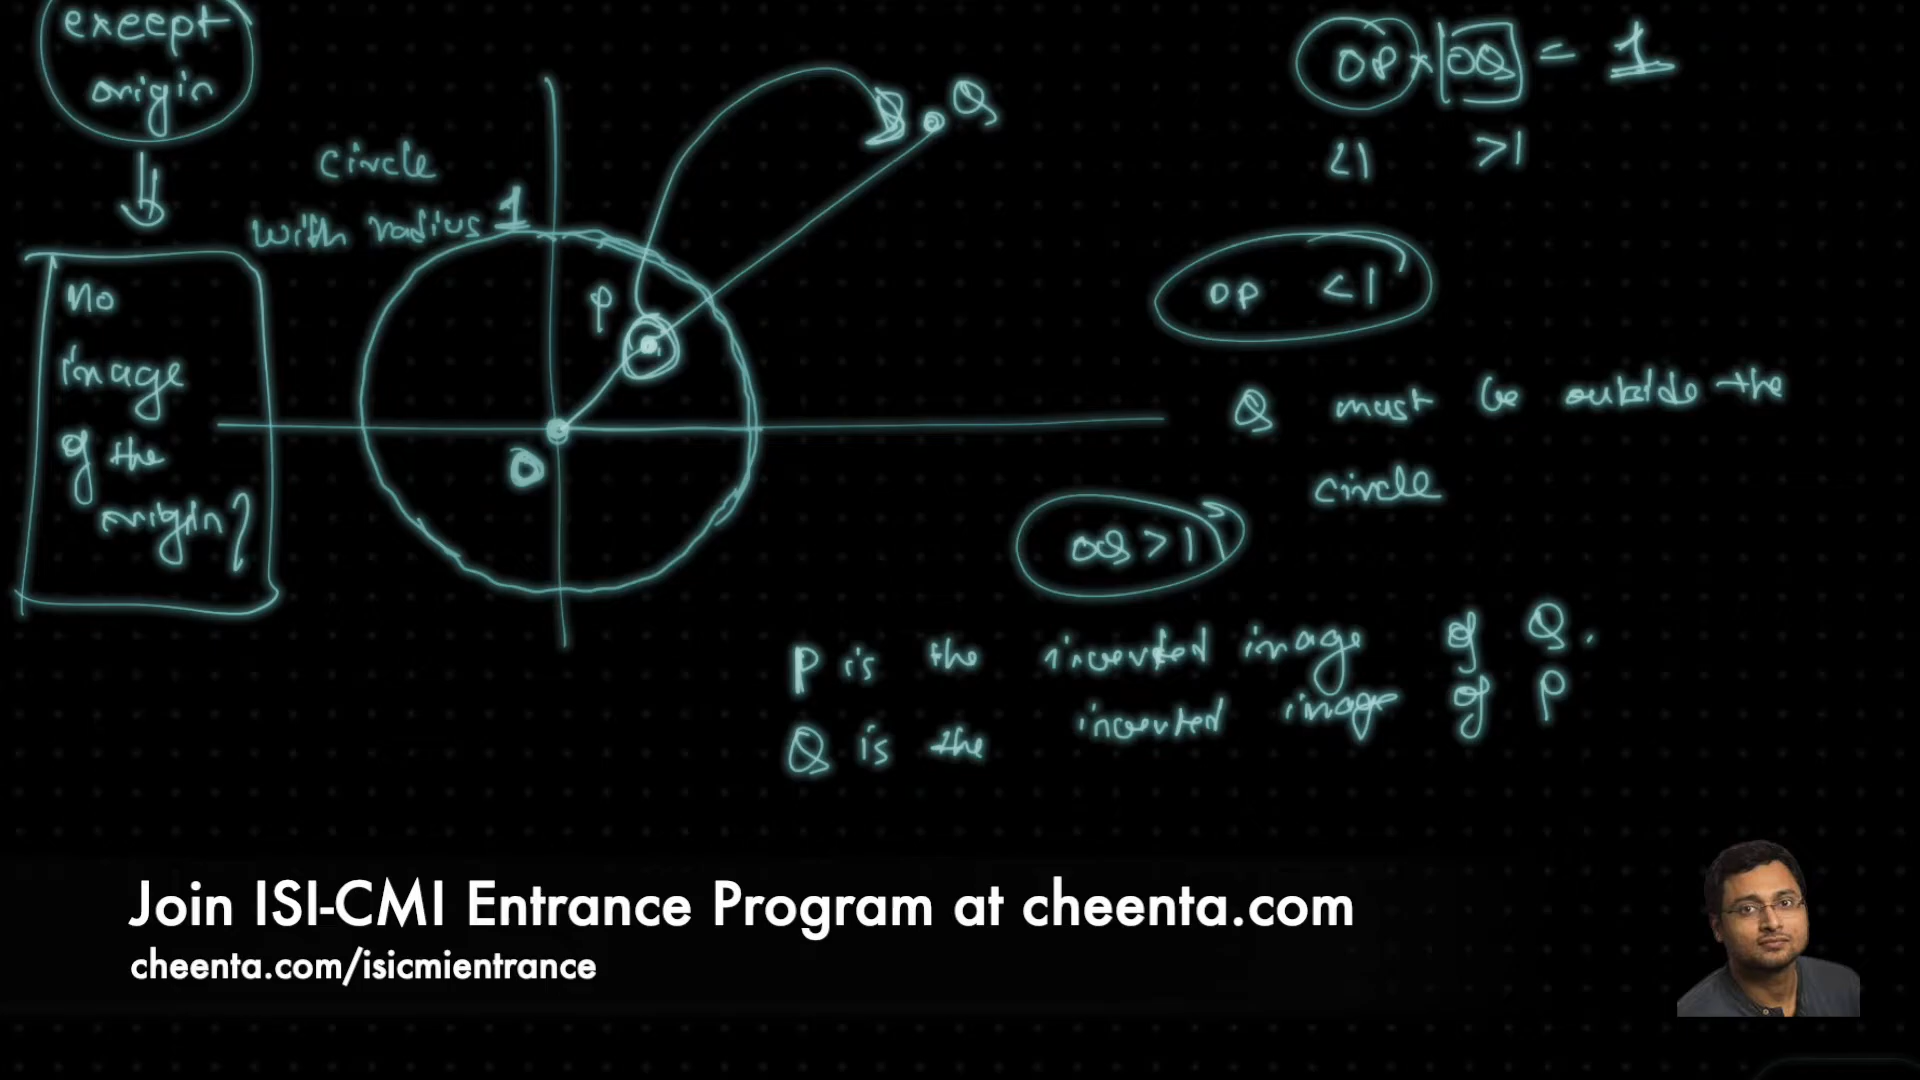 except
origin
No
image
of the
origin?
circle
with radius 1
P
Q
O
OP × OQ = 1
<1 >1
OP <1
Q must be outside the
circle
OQ > 1
P is the inverted image of Q.
Q is the inverted image of P
Join ISI-CMI Entrance Program at cheenta.com
cheenta.com/isicmientrance